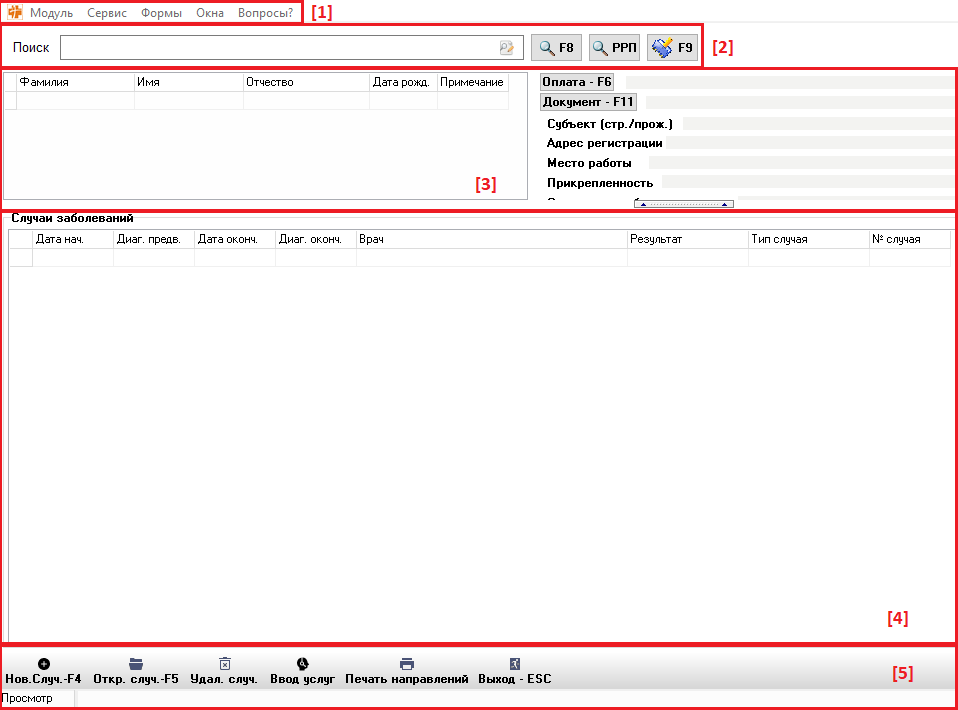 Модуль Сервис Формы Окна Вопросы? [1]
Поиск F8 РРП F9 [2]
Фамилия Имя Отчество Дата рожд. Примечание
Оплата - F6
Документ - F11
Субъект (стр./прож.)
Адрес регистрации
Место работы
Прикрепленность
[3]
Случаи заболеваний
Дата нач. Диаг. предв. Дата оконч. Диаг. оконч. Врач Результат Тип случая № случая
[4]
Нов.Случ.-F4 Откр. случ.-F5 Удал. случ. Ввод услуг Печать направлений Выход - ESC [5]
Просмотр